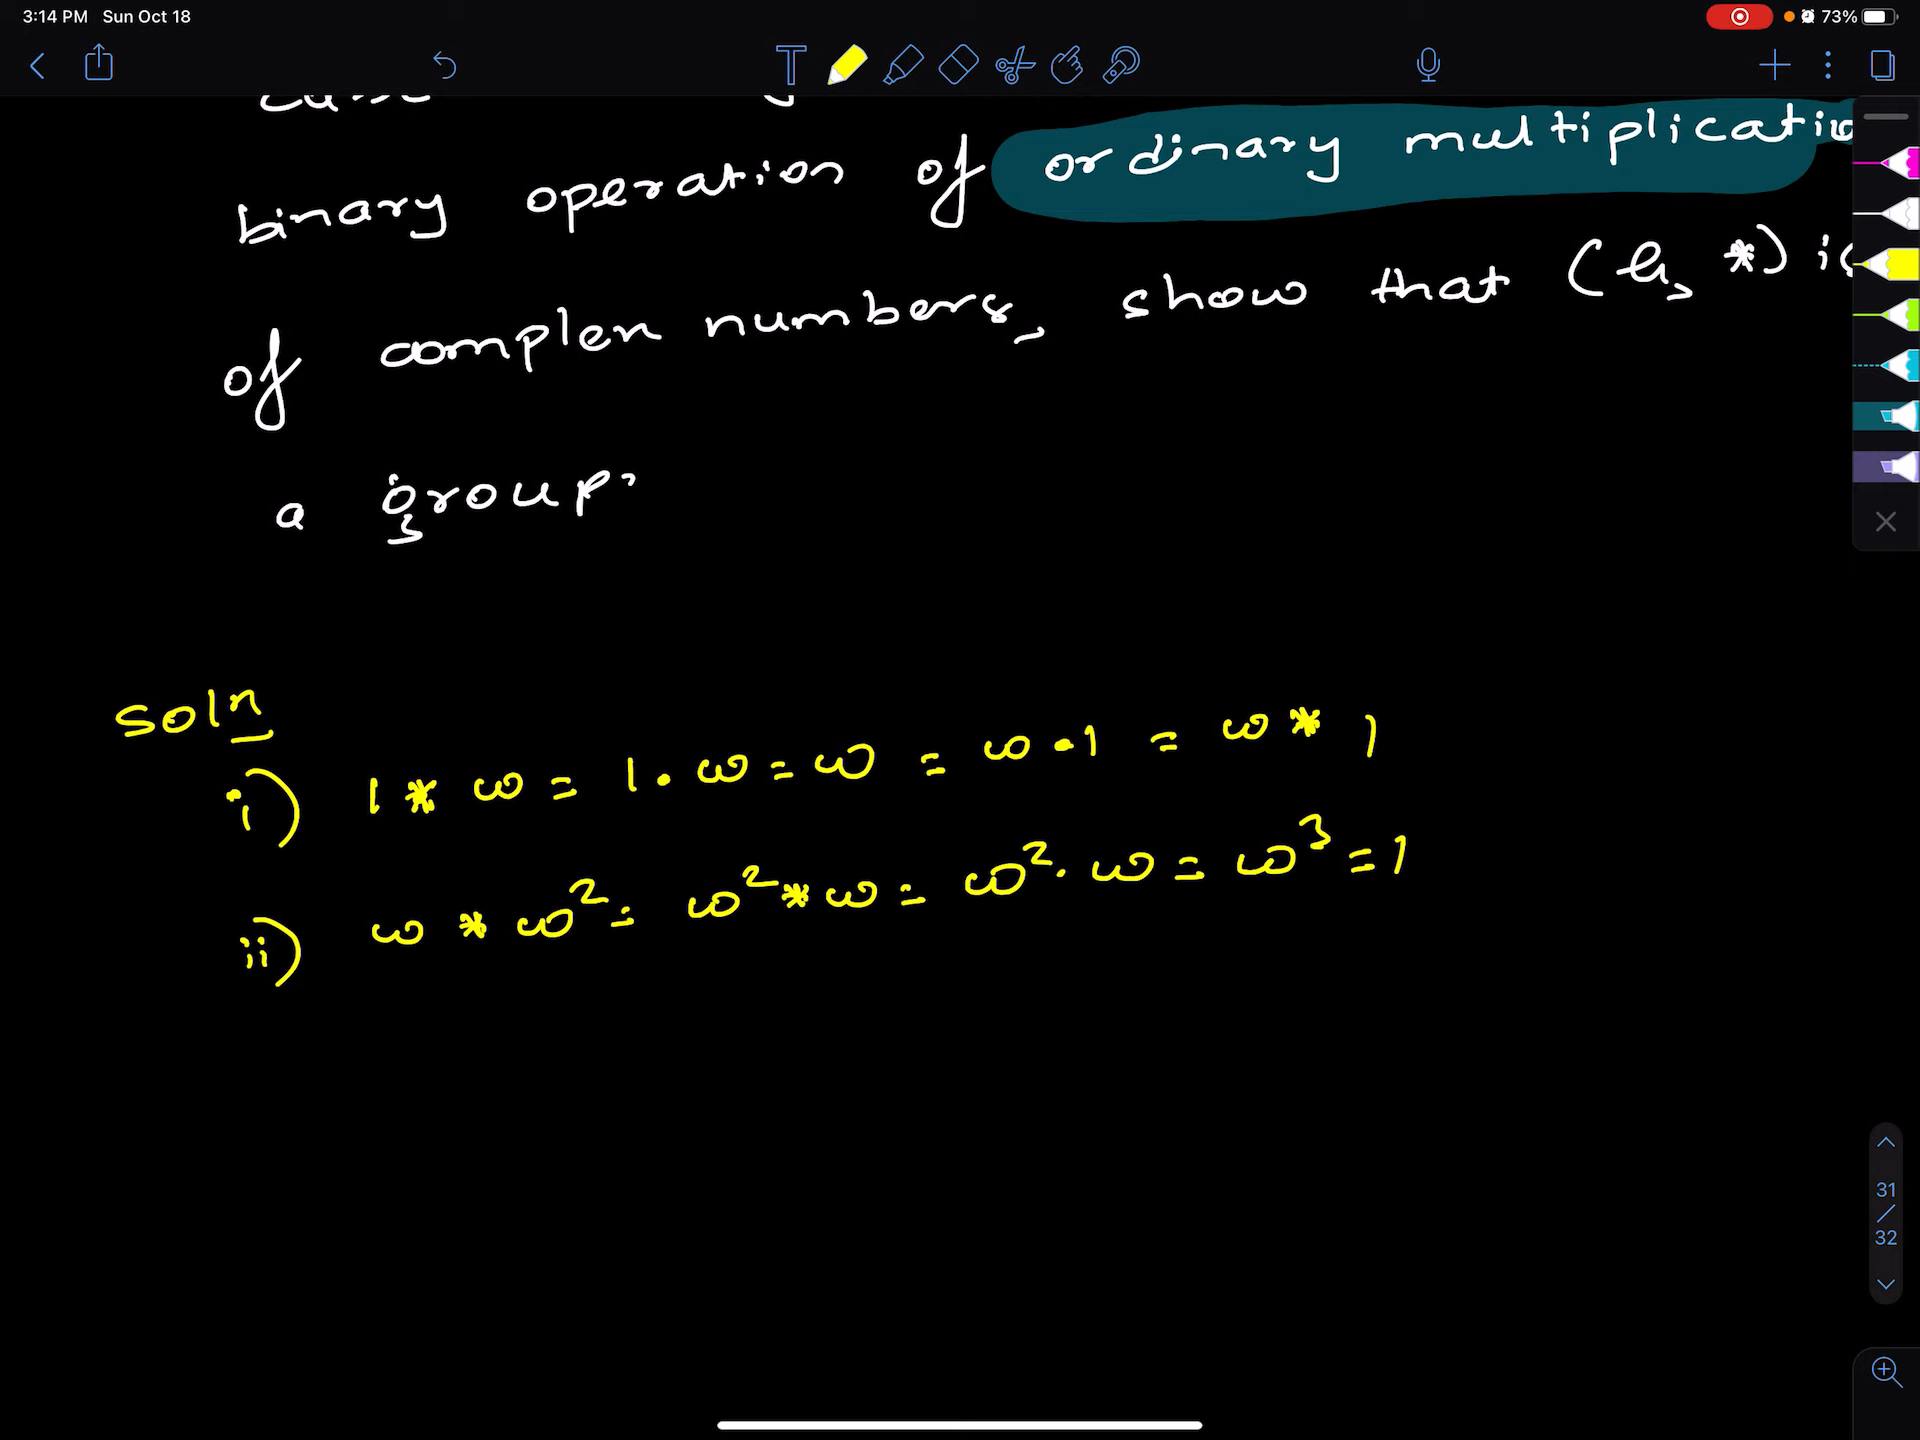 3:14 PM Sun Oct 18
73%
binary operation of ordinary multiplicatio
of complex numbers, show that (G, *) is
a group.
soln
i) 1 * ω = 1 · ω = ω = ω · 1 = ω * 1
ii) ω * ω² = ω² * ω = ω² · ω = ω³ = 1
31
/
32